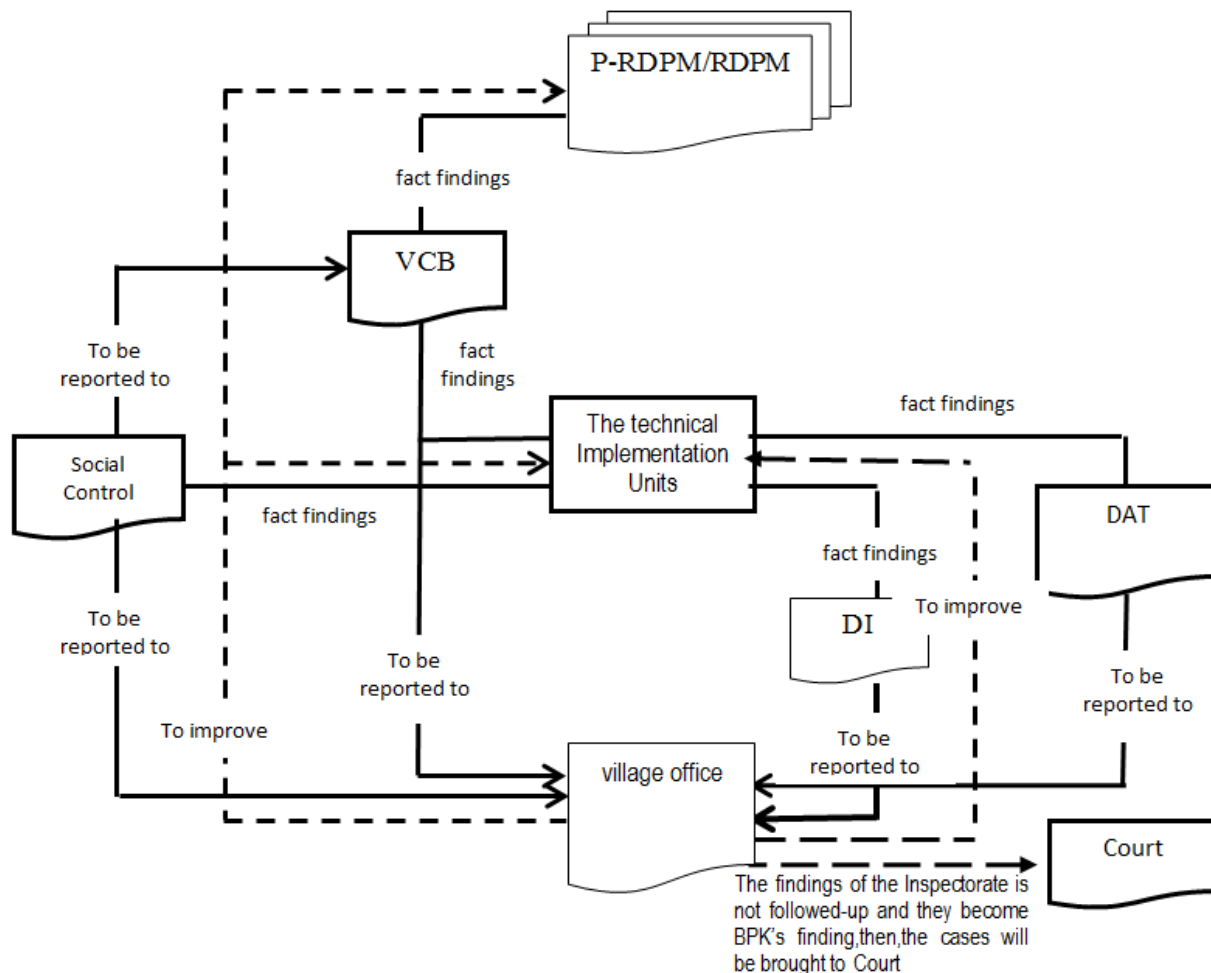 P-RDPM/RDPM
fact findings
VCB
To be
reported to
fact
findings
fact findings
The technical
Implementation
Units
Social
Control
fact findings
DAT
fact findings
To improve
DI
To be
reported to
To be
reported to
To be
reported to
To improve
To be
reported to
village office
Court
The findings of the Inspectorate is
not followed-up and they become
BPK's finding,then,the cases will
be brought to Court